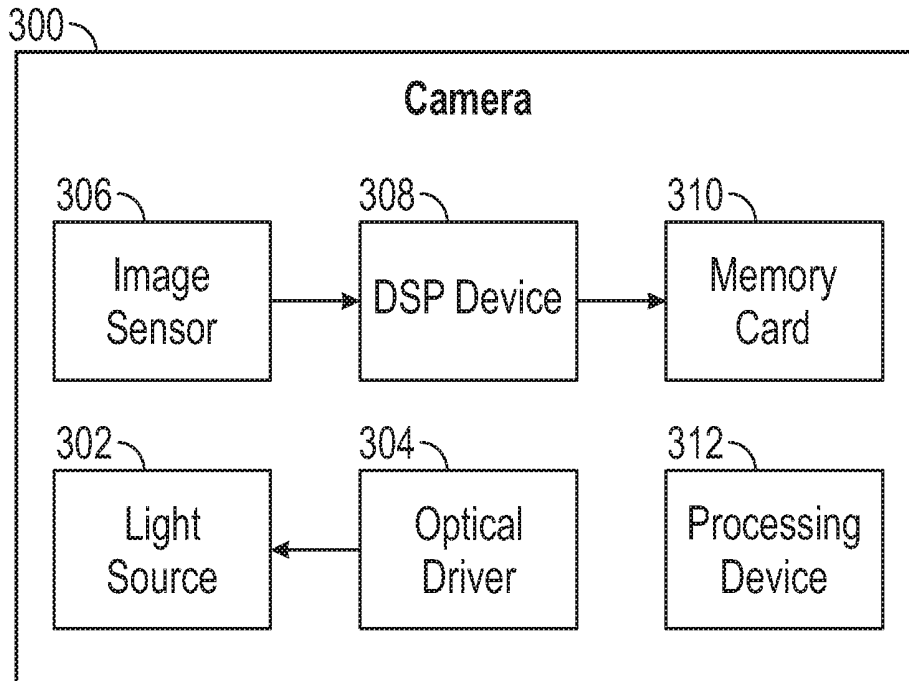 300
Camera
306
308
310
Image
Sensor
DSP Device
Memory
Card
302
304
312
Light
Source
Optical
Driver
Processing
Device